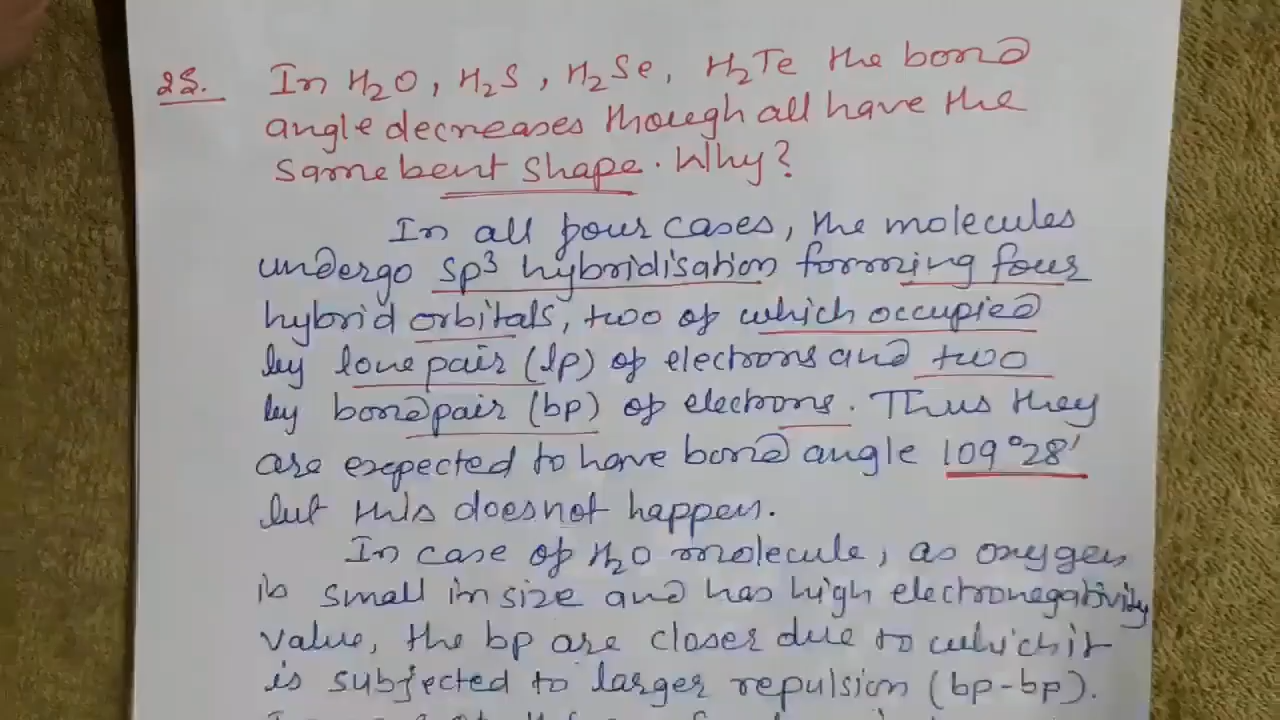 25. In H₂O, H₂S, H₂Se, H₂Te the bond
angle decreases though all have the
same bent shape. Why?
In all four cases, the molecules
undergo sp³ hybridisation forming four
hybrid orbitals, two of which occupied
by lone pair (lp) of electrons and two
by bond pair (bp) of electrons. Thus they
are expected to have bond angle 109°28'
but this does not happen.
In case of H₂O molecule, as oxygen
is small in size and has high electronegativity
value, the bp are closer due to which it
is subjected to larger repulsion (bp-bp).